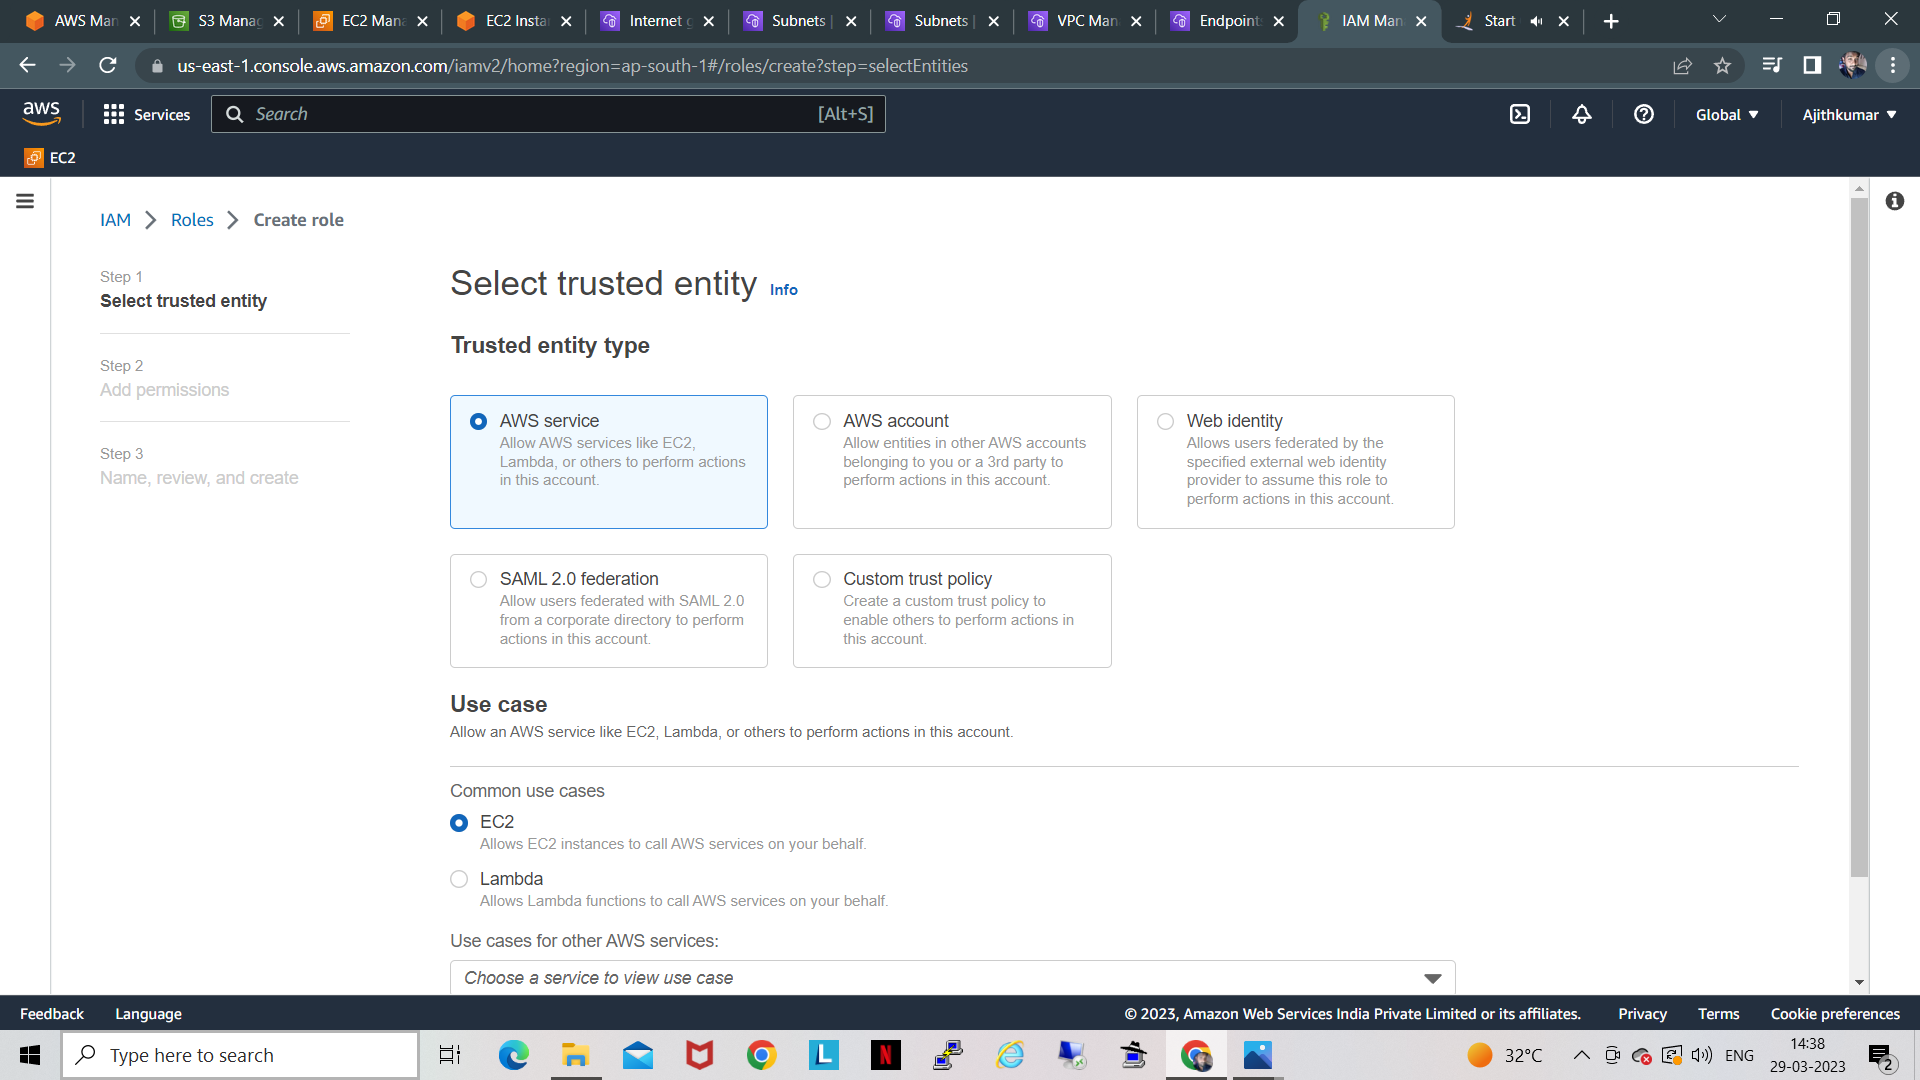 AWS Man
S3 Manag
EC2 Mana
EC2 Insta
Internet g
Subnets |
Subnets |
VPC Man
Endpoint
IAM Man
Start
us-east-1.console.aws.amazon.com/iamv2/home?region=ap-south-1#/roles/create?step=selectEntities
aws
Services
Search
[Alt+S]
Global
Ajithkumar
EC2
IAM
Roles
Create role
Step 1
Select trusted entity
Step 2
Add permissions
Step 3
Name, review, and create
Select trusted entity Info
Trusted entity type
AWS service
Allow AWS services like EC2,
Lambda, or others to perform actions
in this account.
AWS account
Allow entities in other AWS accounts
belonging to you or a 3rd party to
perform actions in this account.
Web identity
Allows users federated by the
specified external web identity
provider to assume this role to
perform actions in this account.
SAML 2.0 federation
Allow users federated with SAML 2.0
from a corporate directory to perform
actions in this account.
Custom trust policy
Create a custom trust policy to
enable others to perform actions in
this account.
Use case
Allow an AWS service like EC2, Lambda, or others to perform actions in this account.
Common use cases
EC2
Allows EC2 instances to call AWS services on your behalf.
Lambda
Allows Lambda functions to call AWS services on your behalf.
Use cases for other AWS services:
Choose a service to view use case
Feedback
Language
© 2023, Amazon Web Services India Private Limited or its affiliates.
Privacy
Terms
Cookie preferences
Type here to search
L
N
32°C
ENG
14:38
29-03-2023
2